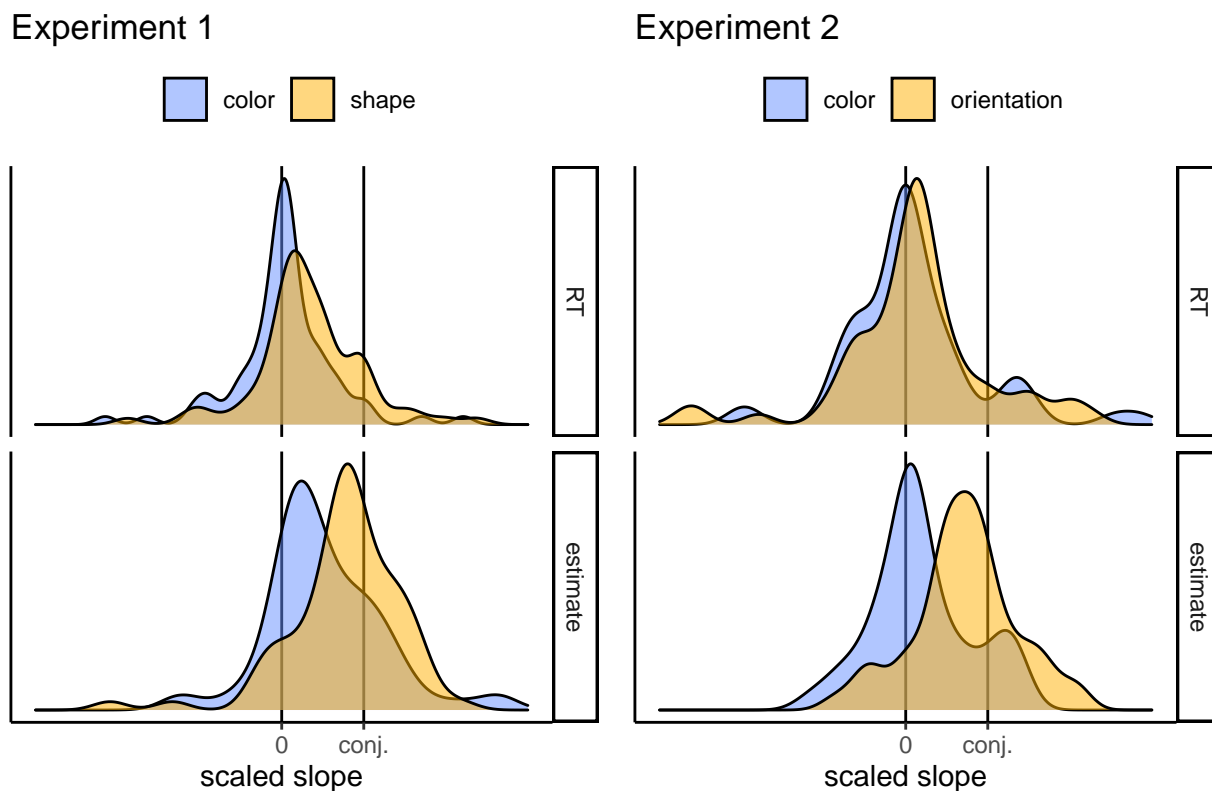 Experiment 1
color shape
RT
estimate
0 conj.
scaled slope
Experiment 2
color orientation
RT
estimate
0 conj.
scaled slope